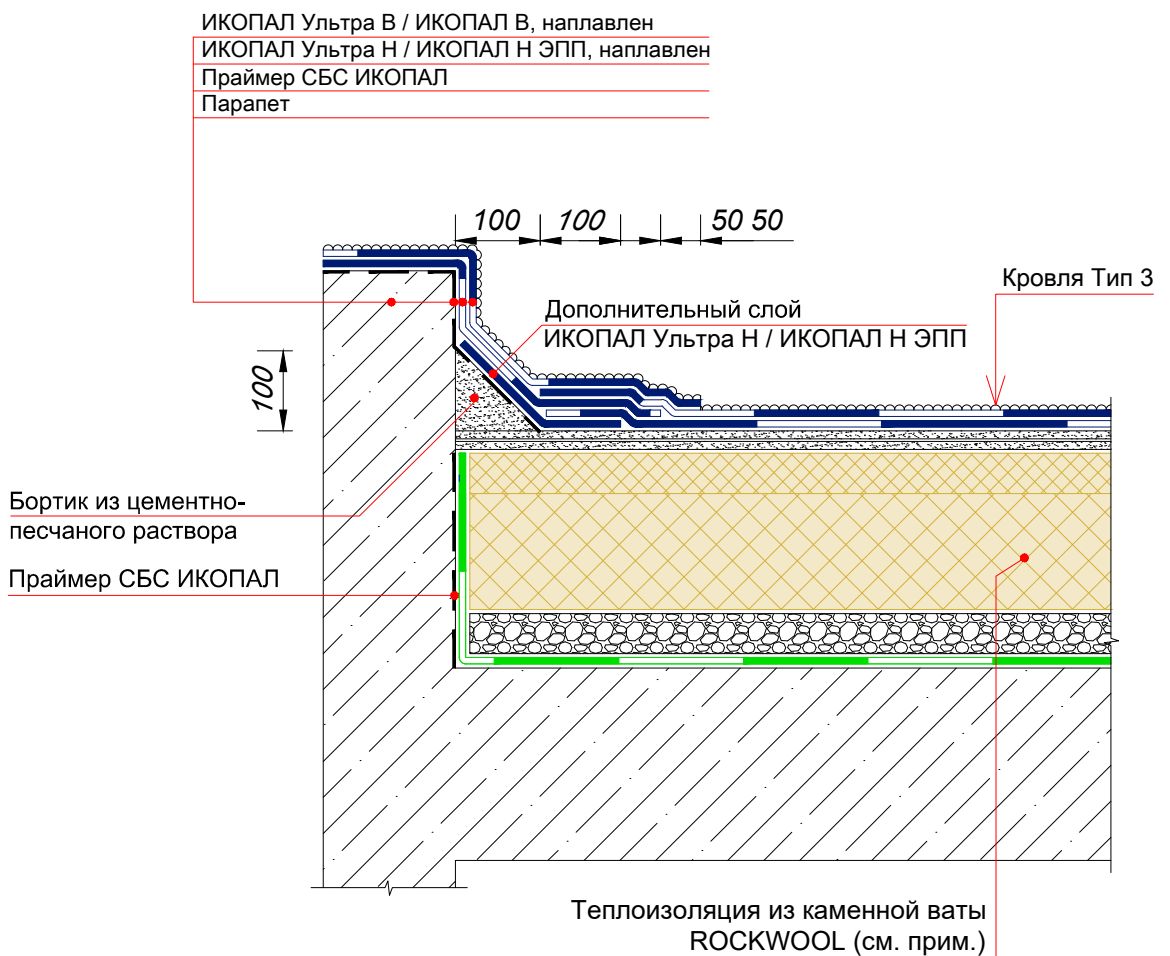 ИКОПАЛ Ультра В / ИКОПАЛ В, наплавлен
ИКОПАЛ Ультра Н / ИКОПАЛ Н ЭПП, наплавлен
Праймер СБС ИКОПАЛ
Парапет
100 100 50 50
Кровля Тип 3
Дополнительный слой
ИКОПАЛ Ультра Н / ИКОПАЛ Н ЭПП
100
Бортик из цементно-
песчаного раствора
Праймер СБС ИКОПАЛ
Теплоизоляция из каменной ваты
ROCKWOOL (см. прим.)